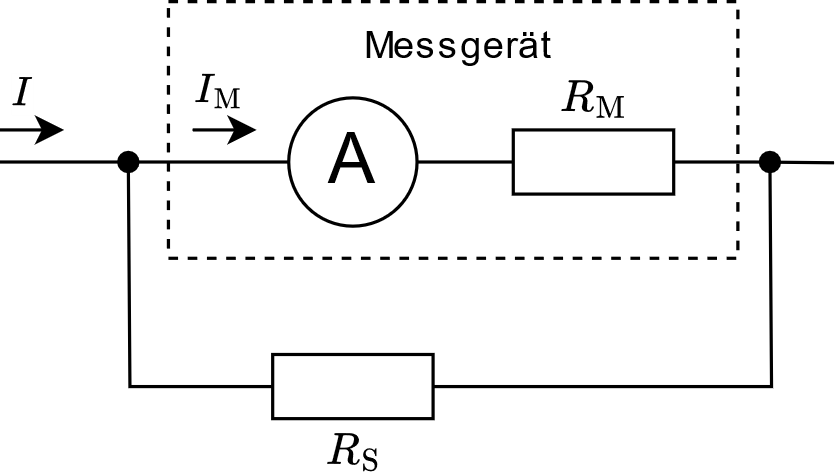 Messgerät
I
I_M
A
R_M
R_S